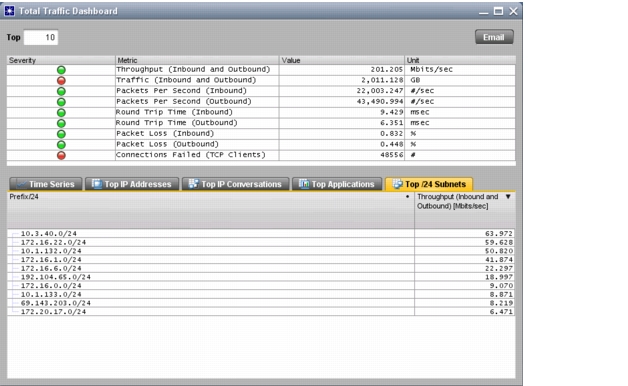 Total Traffic Dashboard
Top 10 Email
Severity Metric Value Unit
Throughput (Inbound and Outbound) 201.205 Mbits/sec
Traffic (Inbound and Outbound) 2,011.128 GB
Packets Per Second (Inbound) 22,003.247 #/sec
Packets Per Second (Outbound) 43,490.994 #/sec
Round Trip Time (Inbound) 9.429 msec
Round Trip Time (Outbound) 6.351 msec
Packet Loss (Inbound) 0.832 %
Packet Loss (Outbound) 0.448 %
Connections Failed (TCP Clients) 48556 #
Time Series Top IP Addresses Top IP Conversations Top Applications Top /24 Subnets
Prefix/24 Throughput (Inbound and
Outbound) [Mbits/sec]
10.3.40.0/24 63.972
172.16.22.0/24 59.628
10.1.132.0/24 50.820
172.16.1.0/24 41.874
172.16.6.0/24 22.297
192.104.65.0/24 18.997
172.16.0.0/24 9.070
10.1.133.0/24 8.871
69.143.203.0/24 8.219
172.20.17.0/24 6.471